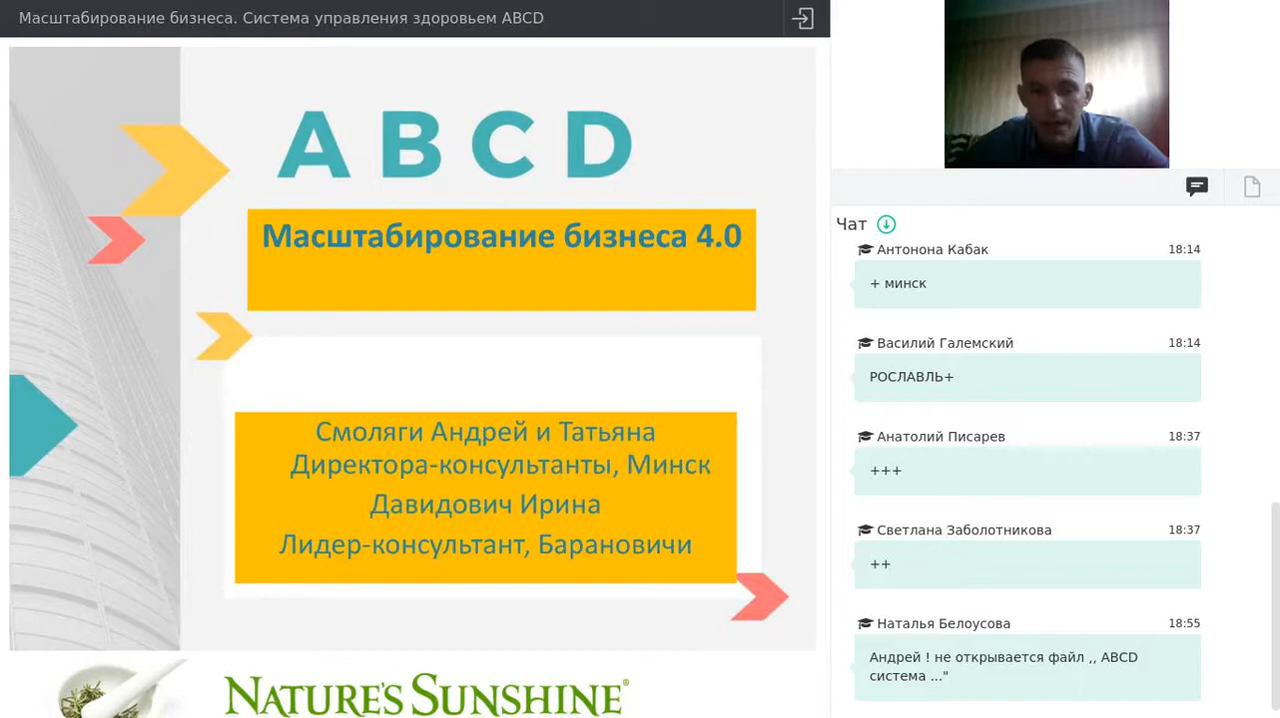 Масштабирование бизнеса. Система управления здоровьем ABCD
A B C D
Масштабирование бизнеса 4.0
Смоляги Андрей и Татьяна
Директора-консультанты, Минск
Давидович Ирина
Лидер-консультант, Барановичи
NATURE'S SUNSHINE®
Чат
Антонона Кабак 18:14
+ минск
Василий Галемский 18:14
РОСЛАВЛЬ+
Анатолий Писарев 18:37
+++
Светлана Заболотникова 18:37
++
Наталья Белоусова 18:55
Андрей ! не открывается файл ,, ABCD
система ..."